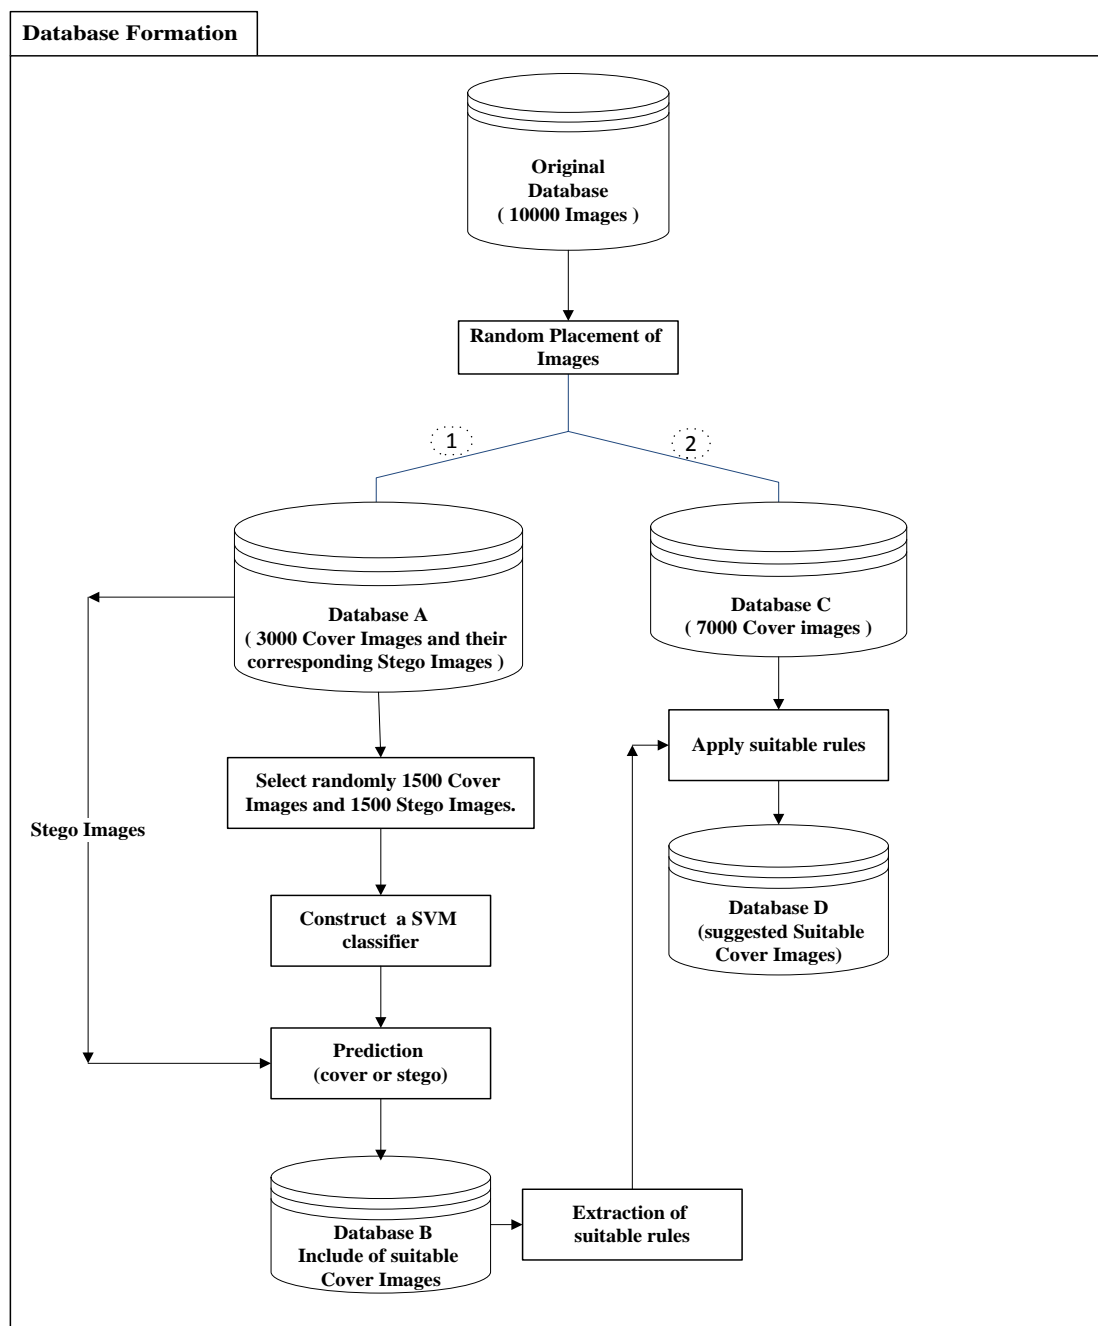 Database Formation
Original
Database
( 10000 Images )
Random Placement of
Images
1
2
Database A
( 3000 Cover Images and their
corresponding Stego Images )
Database C
( 7000 Cover images )
Select randomly 1500 Cover
Images and 1500 Stego Images.
Apply suitable rules
Stego Images
Construct a SVM
classifier
Database D
(suggested Suitable
Cover Images)
Prediction
(cover or stego)
Database B
Include of suitable
Cover Images
Extraction of
suitable rules